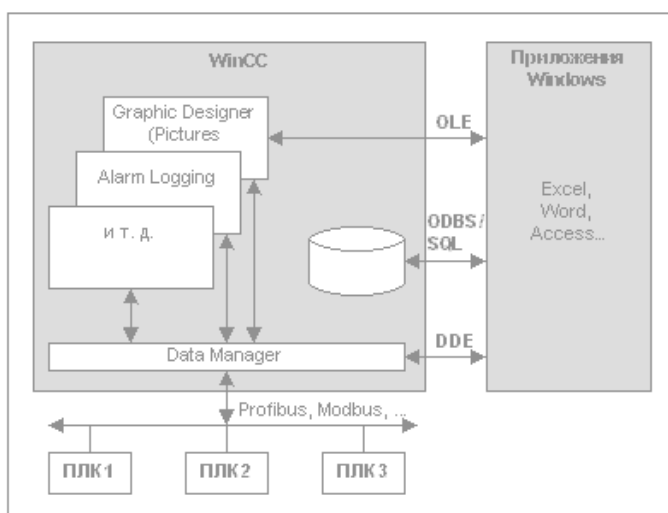 WinCC
Приложения
Windows
Graphic Designer
(Pictures
OLE
Alarm Logging
Excel,
Word,
Access...
ODBS/
SQL
и т. д.
DDE
Data Manager
Profibus, Modbus, ...
ПЛК1
ПЛК2
ПЛК3